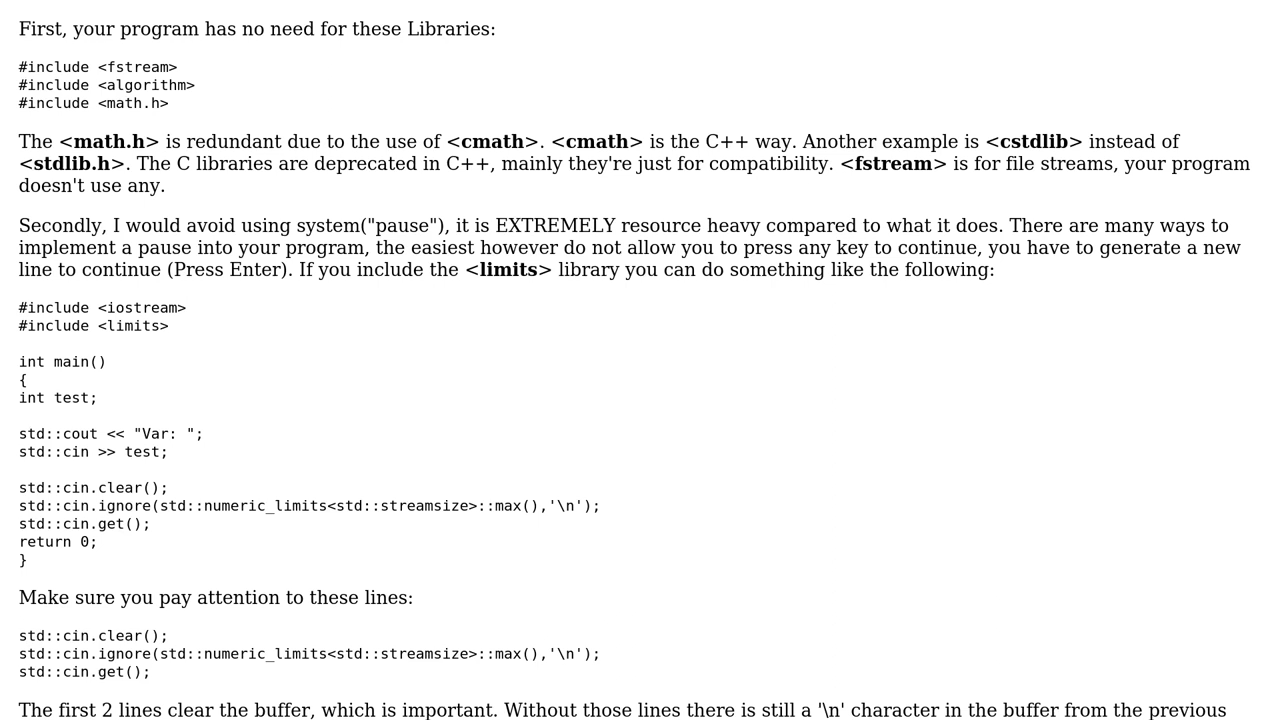 First, your program has no need for these Libraries:
#include <fstream>
#include <algorithm>
#include <math.h>
The <math.h> is redundant due to the use of <cmath>. <cmath> is the C++ way. Another example is <cstdlib> instead of
<stdlib.h>. The C libraries are deprecated in C++, mainly they're just for compatibility. <fstream> is for file streams, your program
doesn't use any.
Secondly, I would avoid using system("pause"), it is EXTREMELY resource heavy compared to what it does. There are many ways to
implement a pause into your program, the easiest however do not allow you to press any key to continue, you have to generate a new
line to continue (Press Enter). If you include the <limits> library you can do something like the following:
#include <iostream>
#include <limits>
int main()
{
int test;
std::cout << "Var: ";
std::cin >> test;
std::cin.clear();
std::cin.ignore(std::numeric_limits<std::streamsize>::max(),'\n');
std::cin.get();
return 0;
}
Make sure you pay attention to these lines:
std::cin.clear();
std::cin.ignore(std::numeric_limits<std::streamsize>::max(),'\n');
std::cin.get();
The first 2 lines clear the buffer, which is important. Without those lines there is still a '\n' character in the buffer from the previous